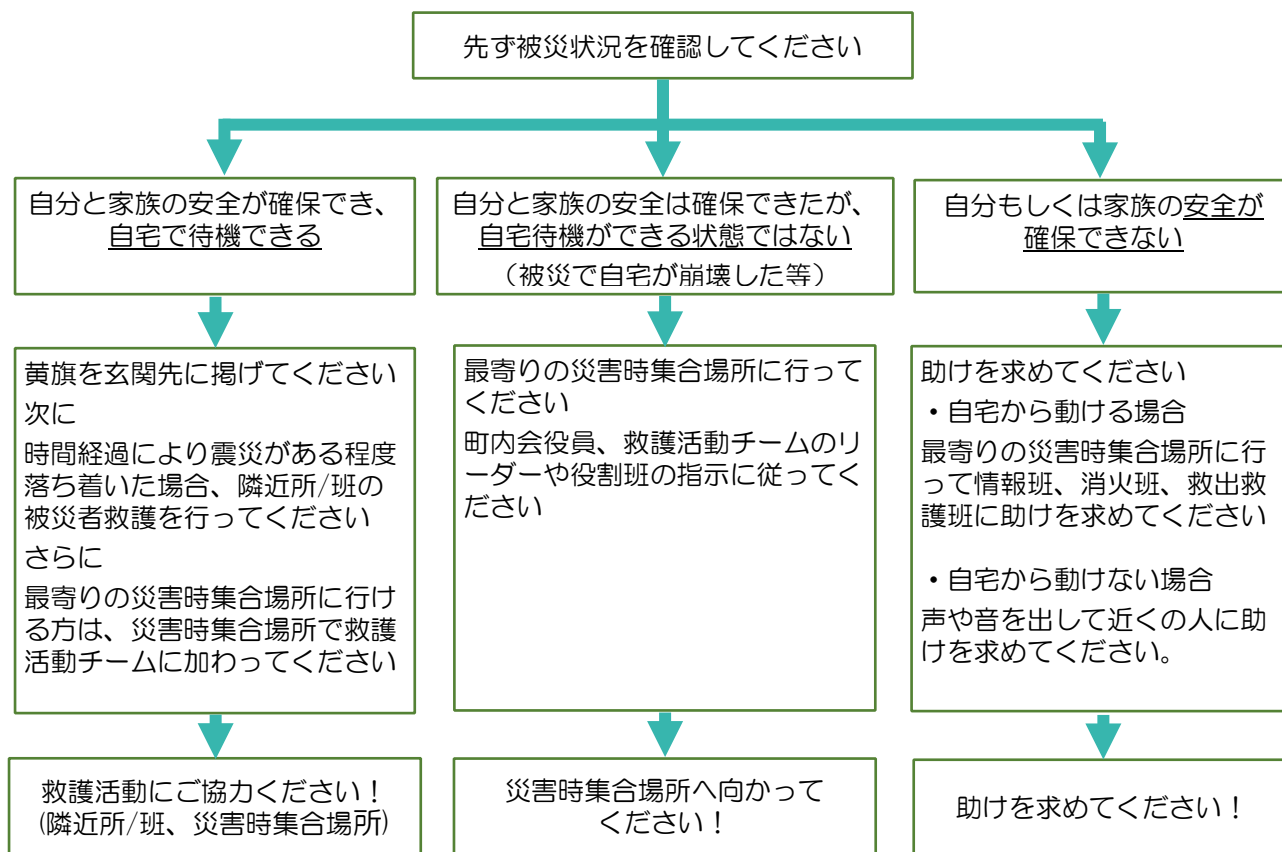 先ず被災状況を確認してください
自分と家族の安全が確保でき、
自宅で待機できる
自分と家族の安全は確保できたが、
自宅待機ができる状態ではない
（被災で自宅が崩壊した等）
自分もしくは家族の安全が
確保できない
黄旗を玄関先に掲げてください
次に
時間経過により震災がある程度
落ち着いた場合、隣近所/班の
被災者救護を行ってください
さらに
最寄りの災害時集合場所に行け
る方は、災害時集合場所で救護
活動チームに加わってください
最寄りの災害時集合場所に行って
ください
町内会役員、救護活動チームのリ
ーダーや役割班の指示に従ってく
ださい
助けを求めてください
・自宅から動ける場合
最寄りの災害時集合場所に行
って情報班、消火班、救出救
護班に助けを求めてください
・自宅から動けない場合
声や音を出して近くの人に助
けを求めてください。
救護活動にご協力ください！
(隣近所/班、災害時集合場所)
災害時集合場所へ向かって
ください！
助けを求めてください！